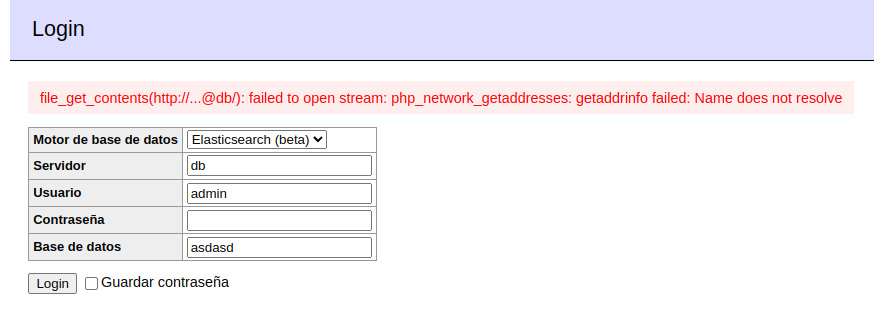 Login
file_get_contents(http://...@db/): failed to open stream: php_network_getaddresses: getaddrinfo failed: Name does not resolve
Motor de base de datos Elasticsearch (beta)
Servidor db
Usuario admin
Contraseña
Base de datos asdasd
Login Guardar contraseña